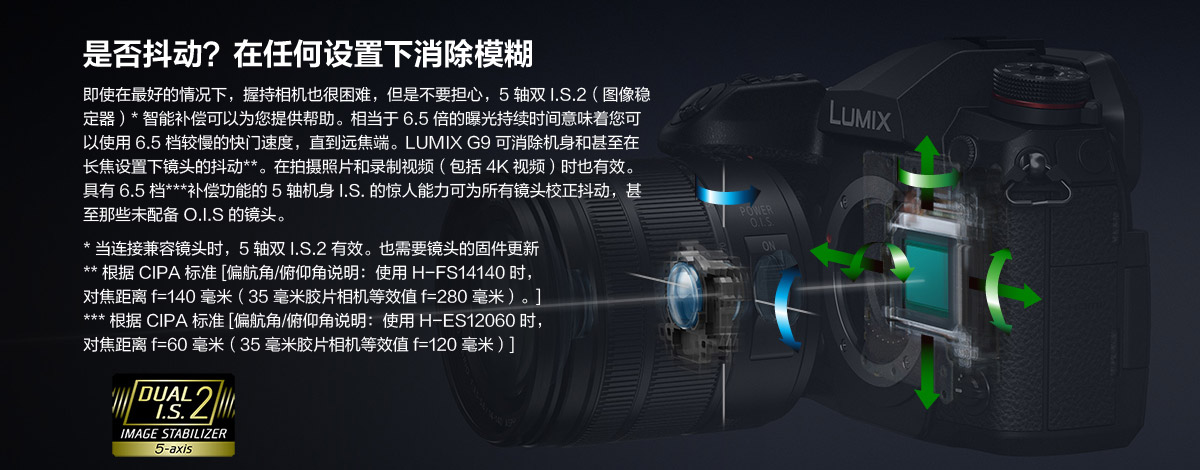 是否抖动？在任何设置下消除模糊
即使在最好的情况下，握持相机也很困难，但是不要担心，5 轴双 I.S.2（图像稳
定器）* 智能补偿可以为您提供帮助。相当于 6.5 倍的曝光持续时间意味着您可
以使用 6.5 档较慢的快门速度，直到远焦端。LUMIX G9 可消除机身和甚至在
长焦设置下镜头的抖动**。在拍摄照片和录制视频（包括 4K 视频）时也有效。
具有 6.5 档***补偿功能的 5 轴机身 I.S. 的惊人能力可为所有镜头校正抖动，甚
至那些未配备 O.I.S 的镜头。
* 当连接兼容镜头时，5 轴双 I.S.2 有效。也需要镜头的固件更新
** 根据 CIPA 标准 [偏航角/俯仰角说明：使用 H-FS14140 时，
对焦距离 f=140 毫米（35 毫米胶片相机等效值 f=280 毫米）。]
*** 根据 CIPA 标准 [偏航角/俯仰角说明：使用 H-ES12060 时，
对焦距离 f=60 毫米（35 毫米胶片相机等效值 f=120 毫米）]
DUAL
I.S. 2
IMAGE STABILIZER
5-axis
LUMIX
POWER
O.I.S.
ON